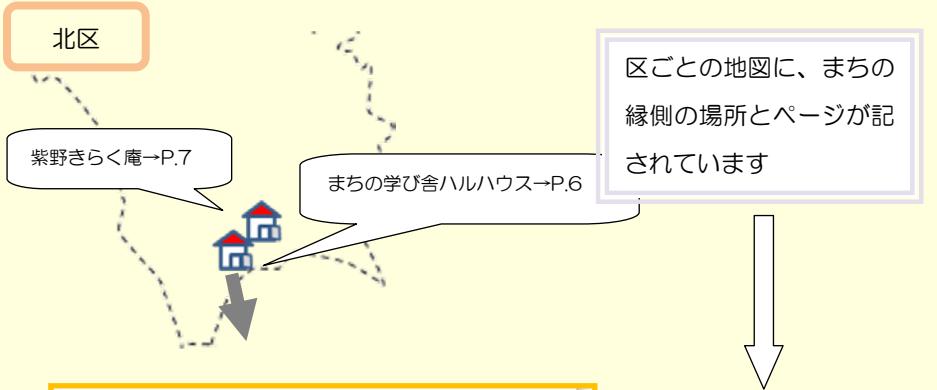 北区
区ごとの地図に、まちの
縁側の場所とページが記
されています
紫野きらく庵→P.7
まちの学び舎ハルハウス→P.6